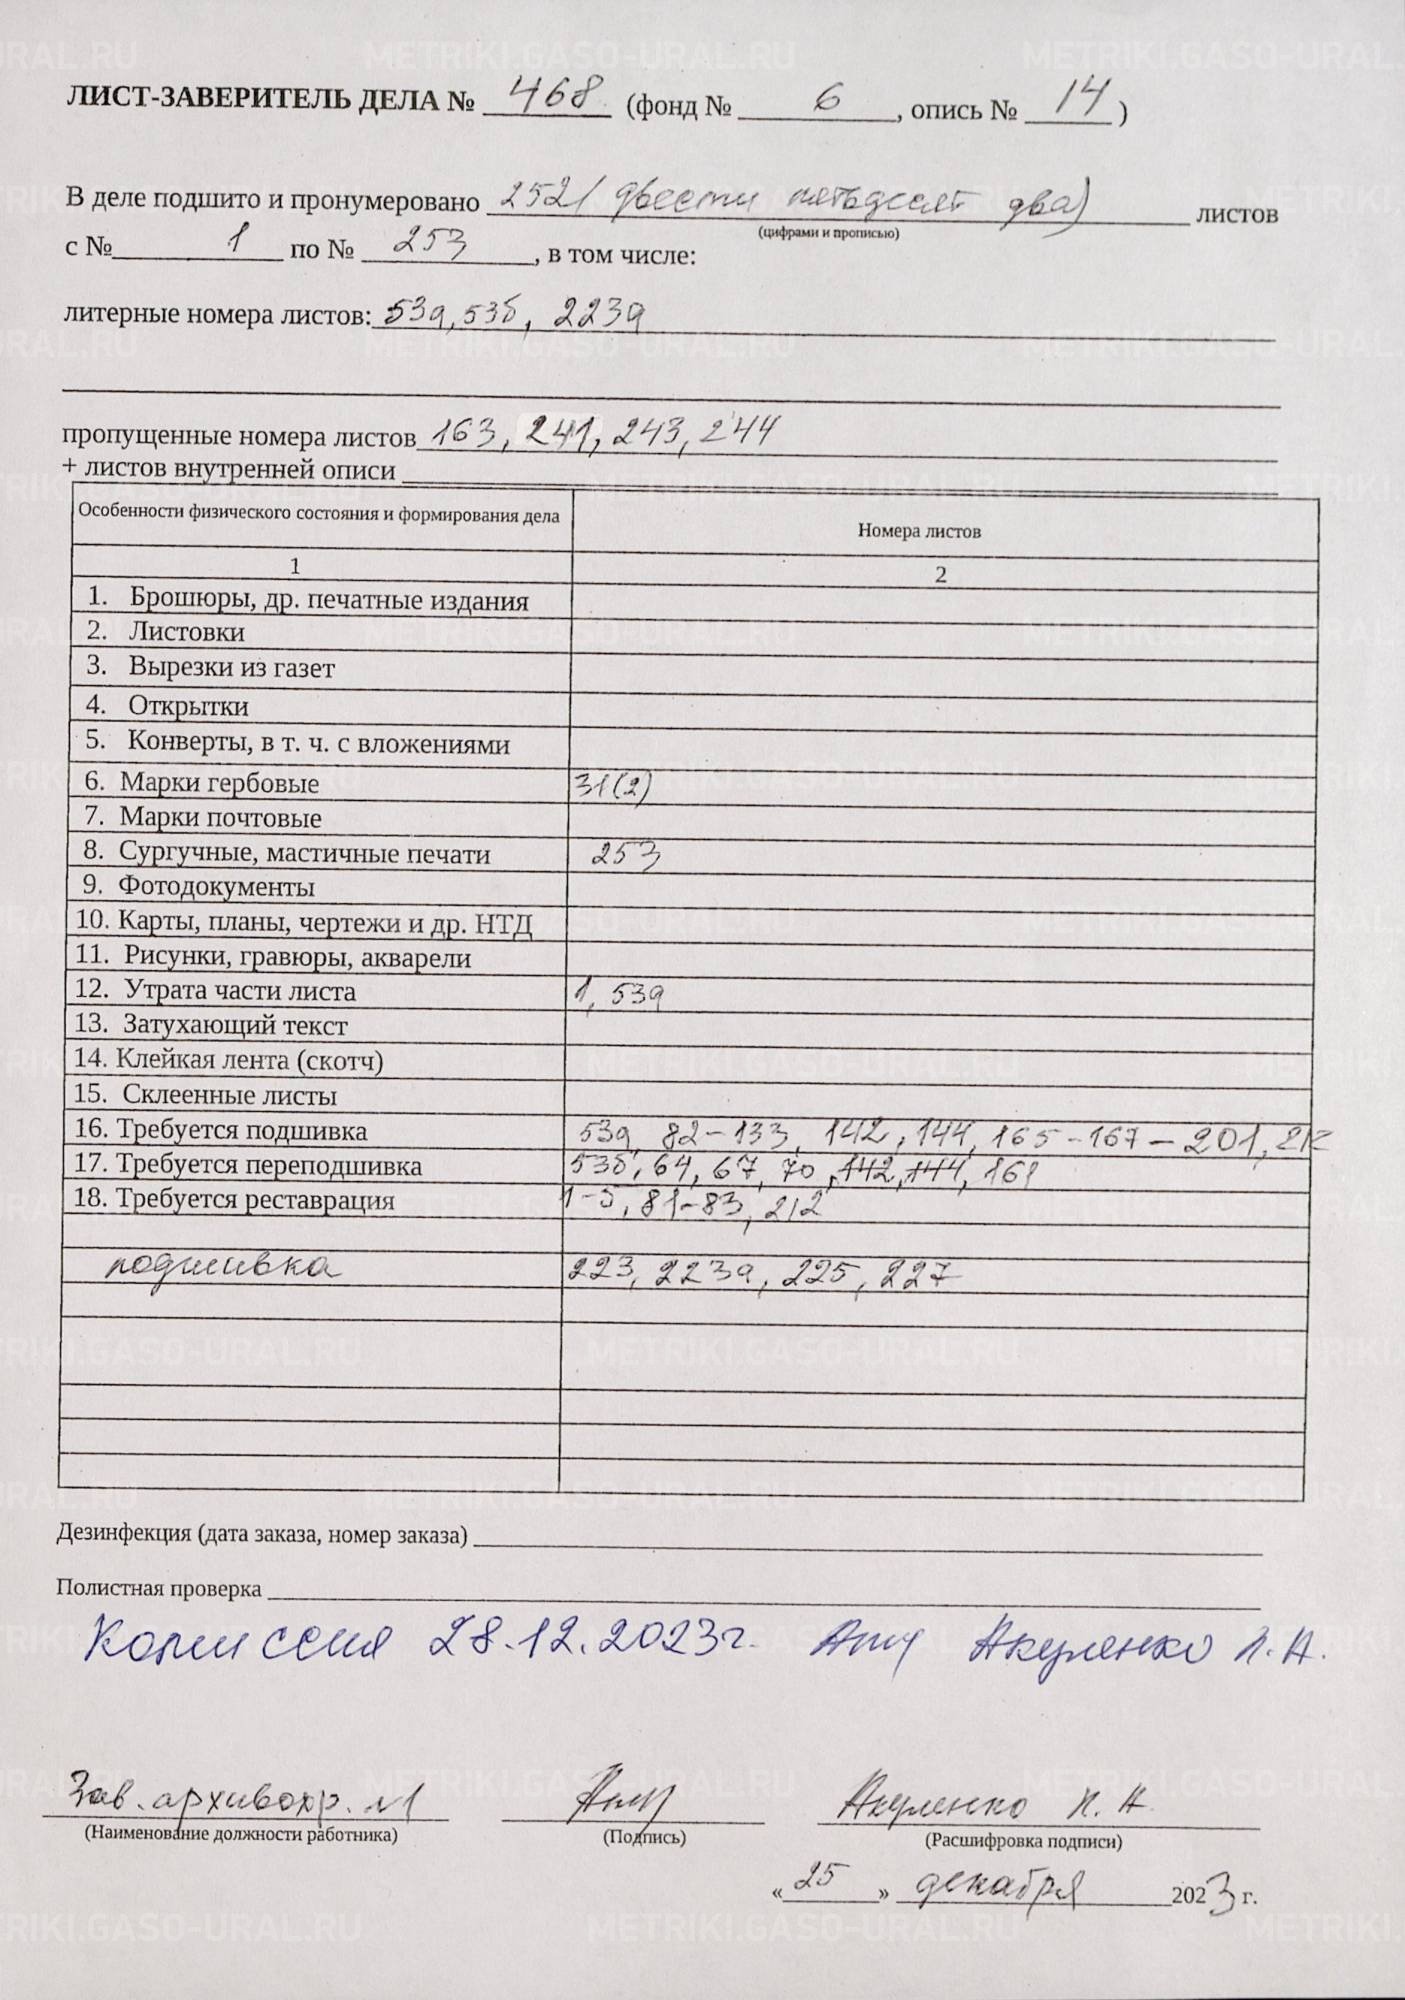 ЛИСТ-ЗАВЕРИТЕЛЬ ДЕЛА № 468 (фонд № 6, опись № 14)
В деле подшито и пронумеровано 252 (двести пятьдесят два) листов
(цифрами и прописью)
с № 1 по № 253, в том числе:
литерные номера листов: 53а, 53б, 223а
пропущенные номера листов 163, 241, 243, 244
+ листов внутренней описи
Особенности физического состояния и формирования дела Номера листов
1 2
1. Брошюры, др. печатные издания
2. Листовки
3. Вырезки из газет
4. Открытки
5. Конверты, в т. ч. с вложениями
6. Марки гербовые 31(2)
7. Марки почтовые
8. Сургучные, мастичные печати 253
9. Фотодокументы
10. Карты, планы, чертежи и др. НТД
11. Рисунки, гравюры, акварели
12. Утрата части листа 1, 53а
13. Затухающий текст
14. Клейкая лента (скотч)
15. Склеенные листы
16. Требуется подшивка 53а, 82-133, 142, 144, 165-167-201, 212
17. Требуется переподшивка 53б, 64, 67, 70, 142, 144, 161
18. Требуется реставрация 1-5, 81-83, 212
подшивка 223, 223а, 225, 227
Дезинфекция (дата заказа, номер заказа)
Полистная проверка
Комиссия 28.12.2023г. Акуленко Н.А.
Зав. архивохр. №1 Акуленко Н.А.
(Наименование должности работника) (Подпись) (Расшифровка подписи)
«25» декабря 2023 г.
METRIKI.GASO-URAL.RU